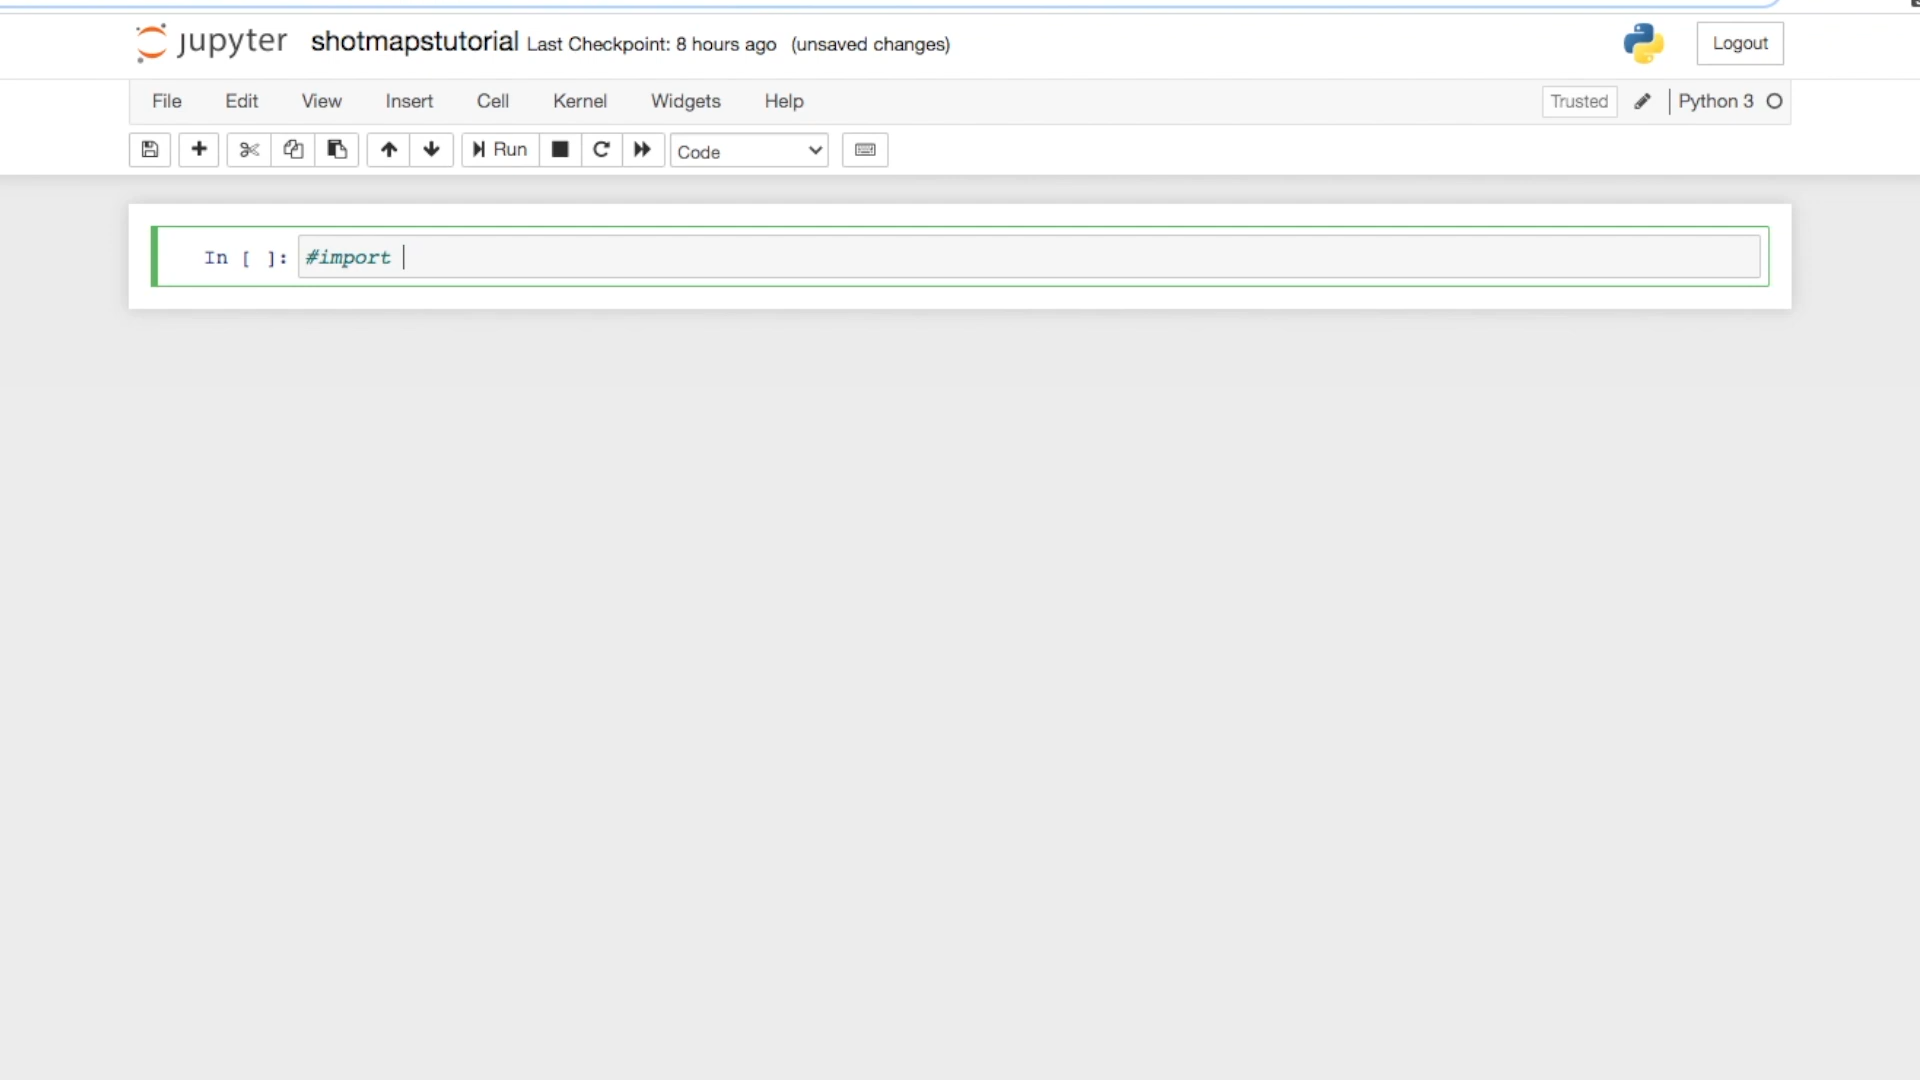 jupyter shotmapstutorial Last Checkpoint: 8 hours ago (unsaved changes) Logout
File Edit View Insert Cell Kernel Widgets Help Trusted Python 3
Run Code
In [ ]: #import